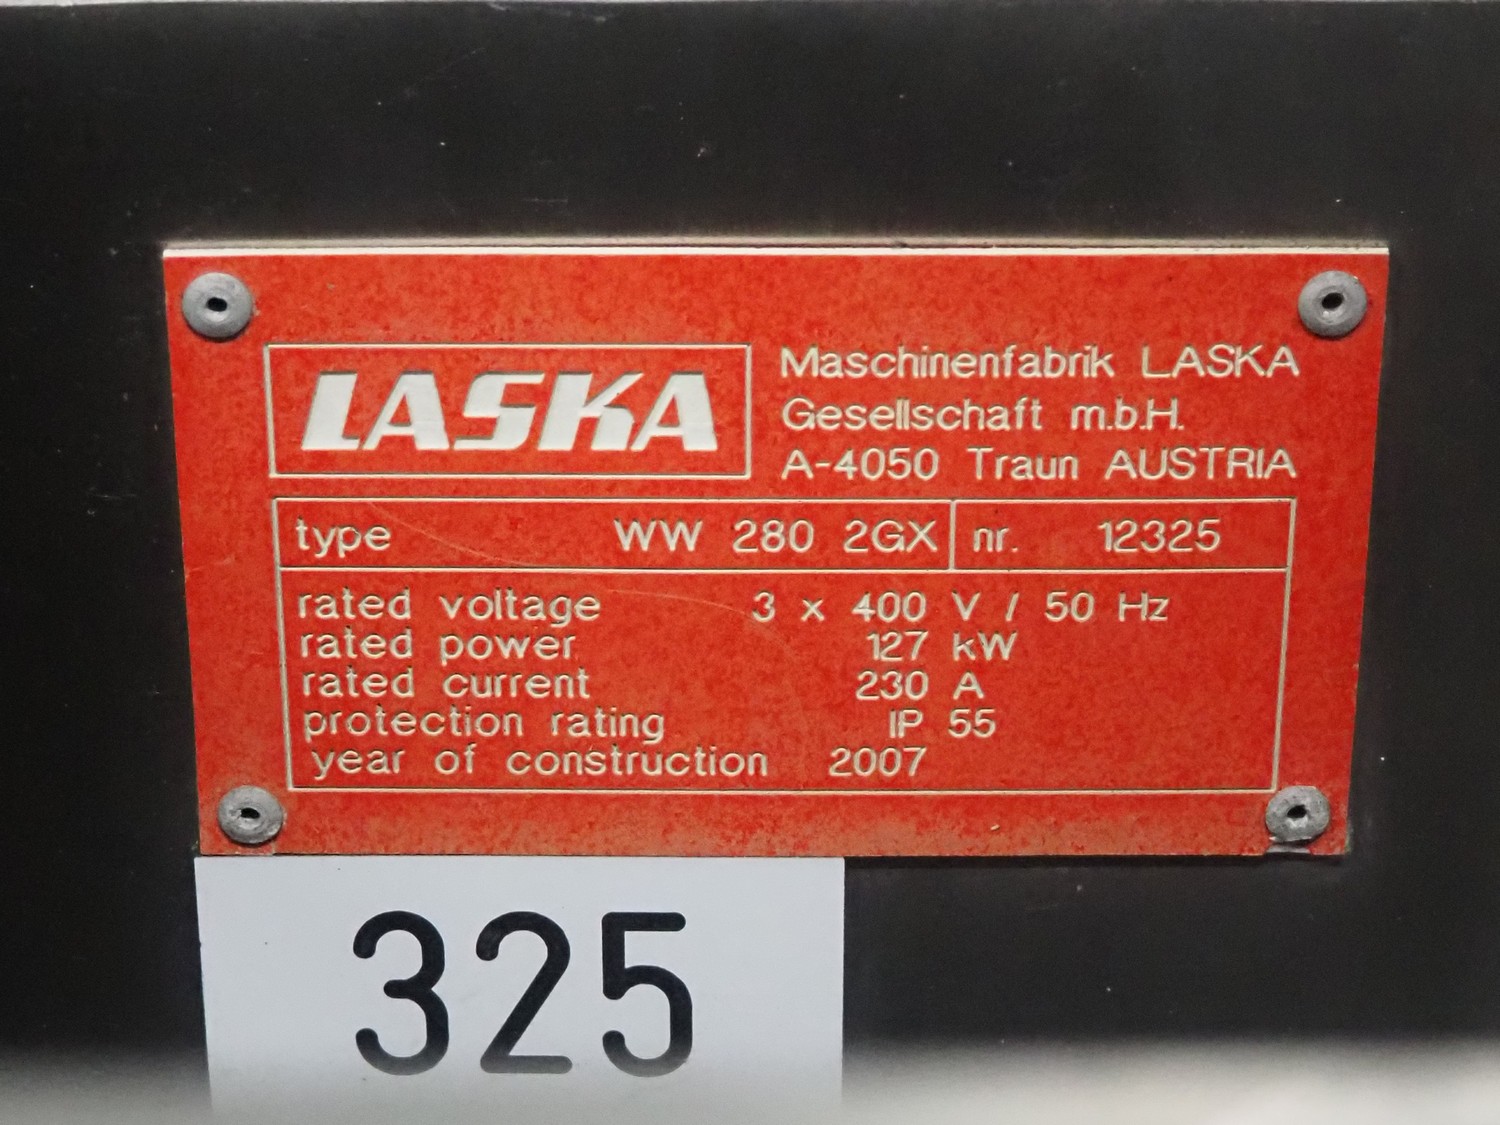 LASKA
Maschinenfabrik LASKA
Gesellschaft m.b.H.
A-4050 Traun AUSTRIA
type WW 280 2GX nr. 12325
rated voltage 3 x 400 V / 50 Hz
rated power 127 kW
rated current 230 A
protection rating IP 55
year of construction 2007
325